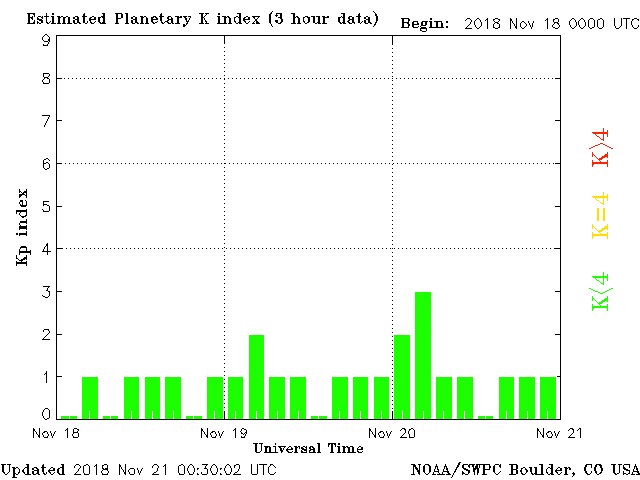 Estimated Planetary K index (3 hour data) Begin: 2018 Nov 18 0000 UTC
9
8
7
6
5
4
3
2
1
0
Kp index
K>4
K=4
K<4
Nov 18 Nov 19 Nov 20 Nov 21
Universal Time
Updated 2018 Nov 21 00:30:02 UTC NOAA/SWPC Boulder, CO USA